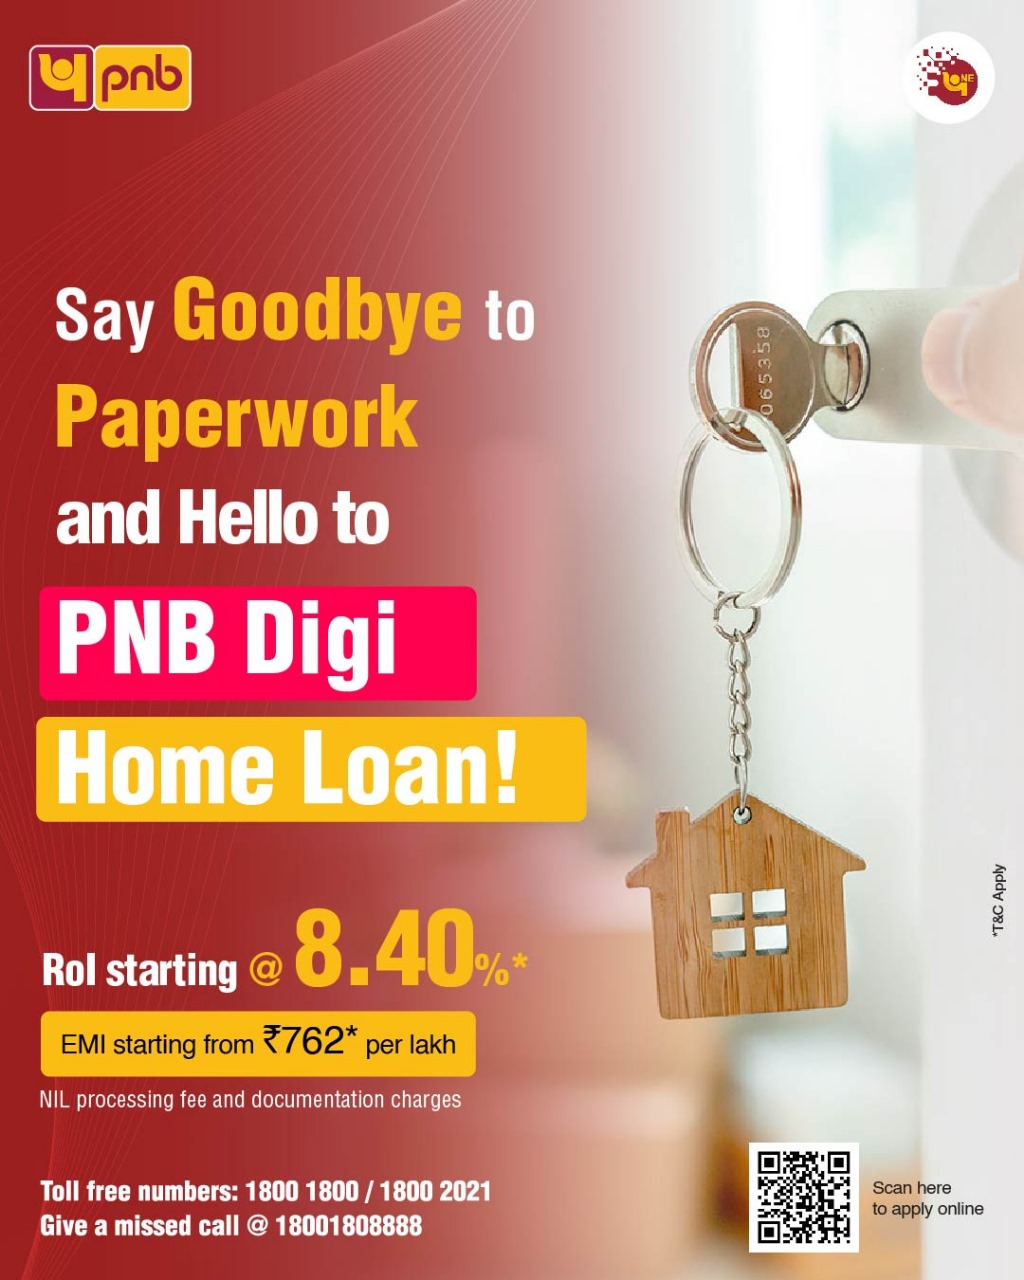 प pnb
प NE
Say Goodbye to
Paperwork
and Hello to
PNB Digi
Home Loan!
065358
RoI starting @ 8.40%*
EMI starting from ₹762* per lakh
NIL processing fee and documentation charges
Toll free numbers: 1800 1800 / 1800 2021
Give a missed call @ 18001808888
Scan here
to apply online
*T&C Apply